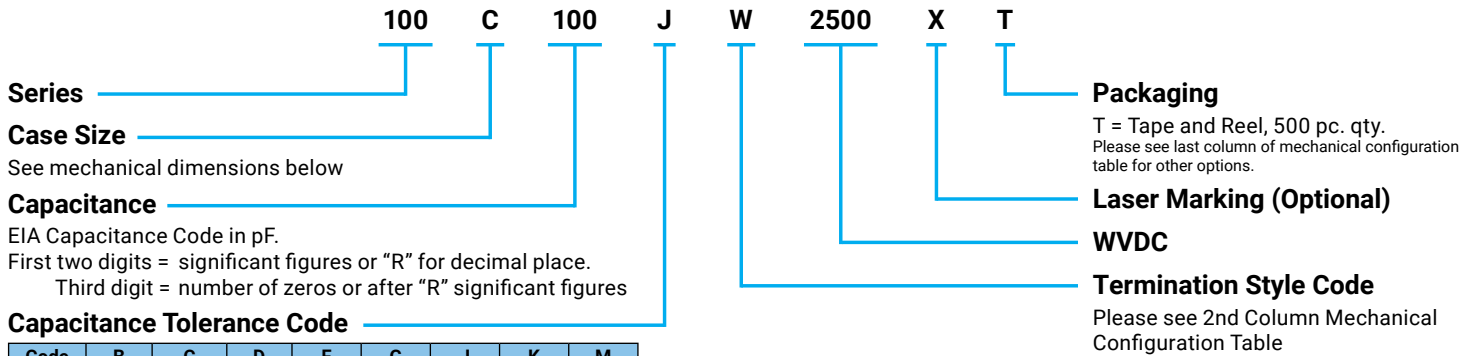 100 C 100 J W 2500 X T
Series
Case Size
See mechanical dimensions below
Capacitance
EIA Capacitance Code in pF.
First two digits = significant figures or “R” for decimal place.
Third digit = number of zeros or after “R” significant figures
Capacitance Tolerance Code
Packaging
T = Tape and Reel, 500 pc. qty.
Please see last column of mechanical configuration
table for other options.
Laser Marking (Optional)
WVDC
Termination Style Code
Please see 2nd Column Mechanical
Configuration Table